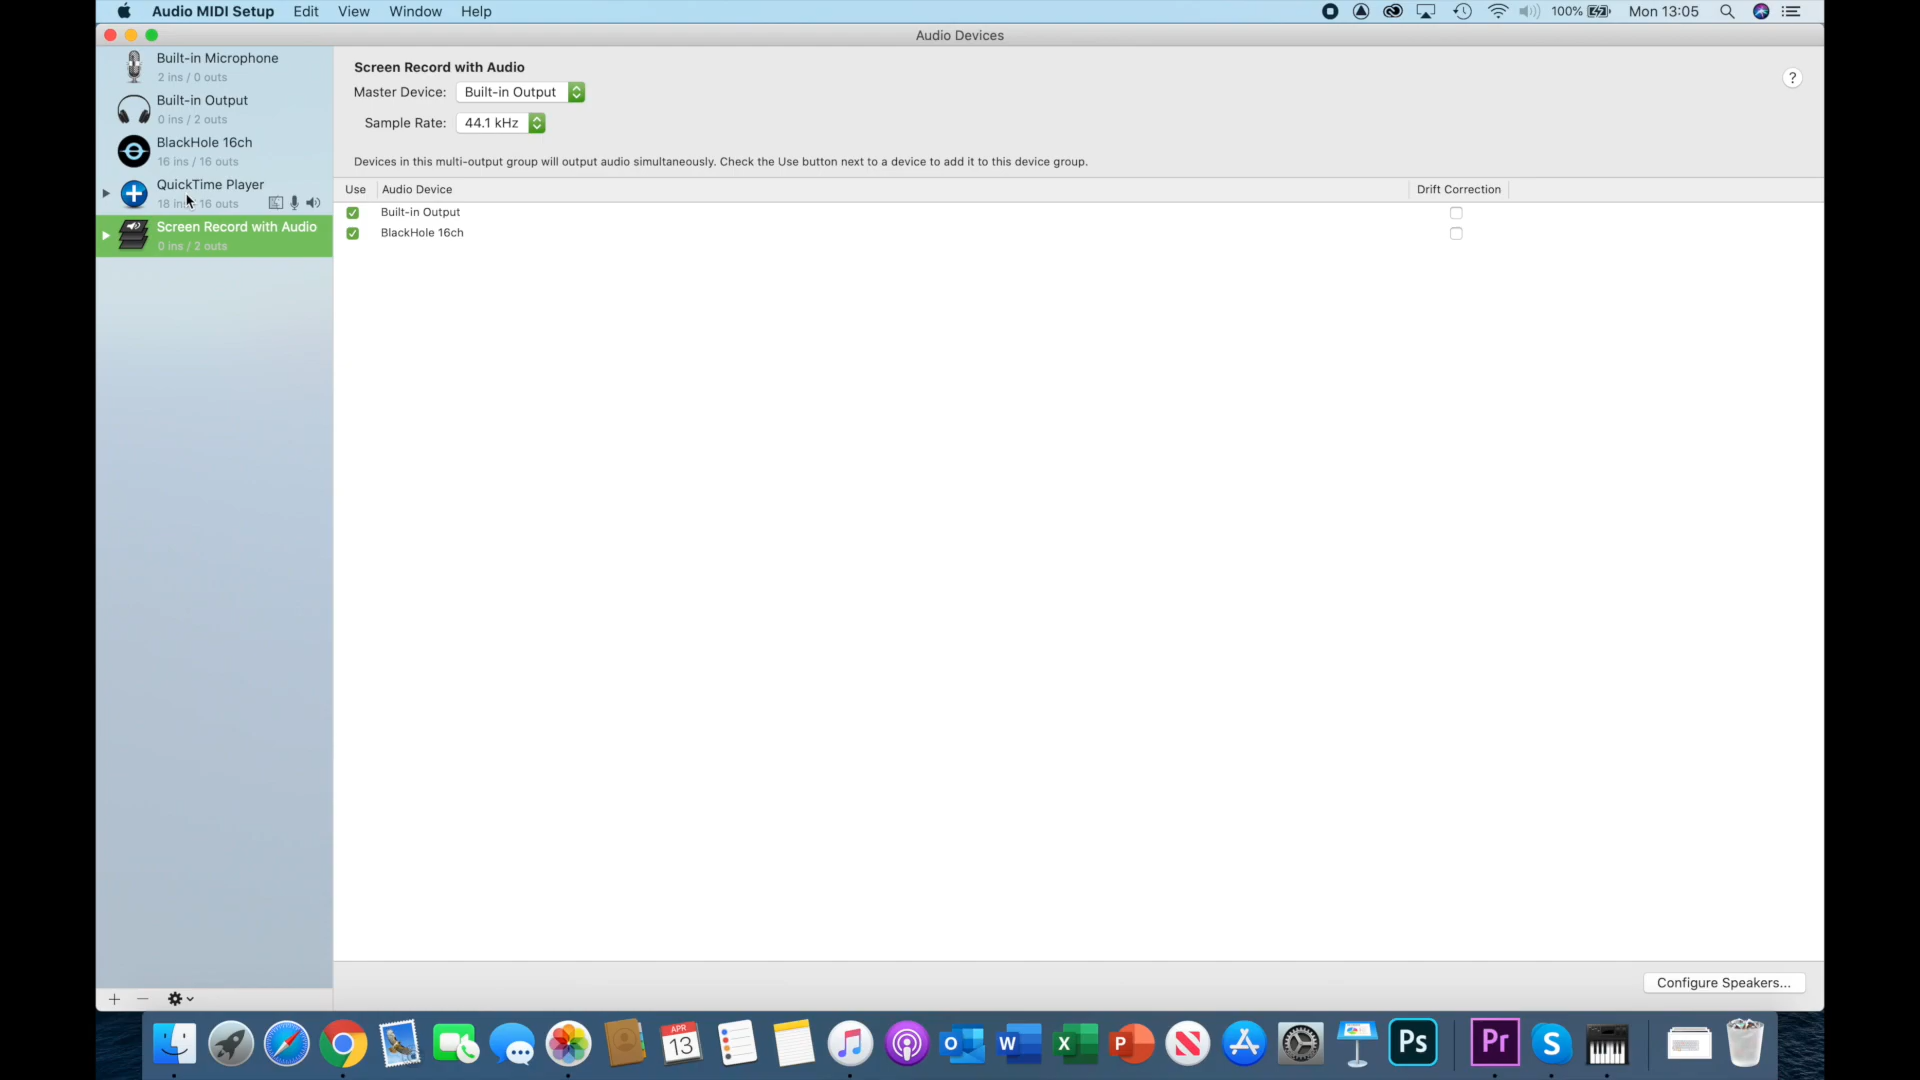 Audio MIDI Setup Edit View Window Help 100% Mon 13:05
Audio Devices
Built-in Microphone
2 ins / 0 outs
Built-in Output
0 ins / 2 outs
BlackHole 16ch
16 ins / 16 outs
QuickTime Player
18 ins 16 outs
Screen Record with Audio
0 ins / 2 outs
Screen Record with Audio
?
Master Device: Built-in Output
Sample Rate: 44.1 kHz
Devices in this multi-output group will output audio simultaneously. Check the Use button next to a device to add it to this device group.
Use Audio Device Drift Correction
Built-in Output
BlackHole 16ch
Configure Speakers...
APR
13
O
W
X
P
Ps
Pr
S